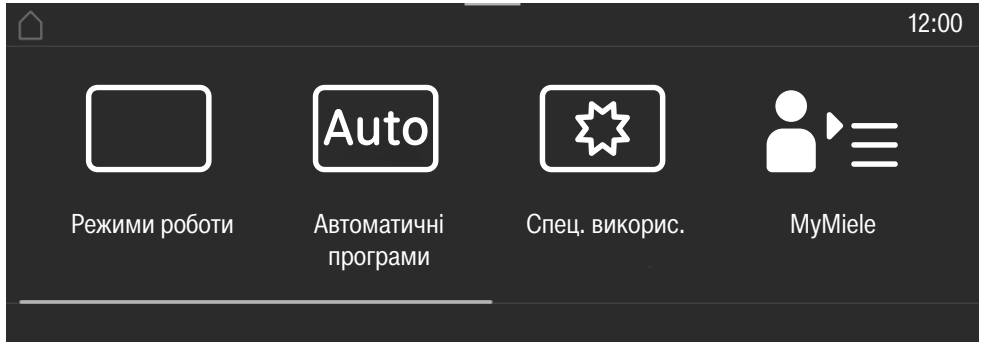 12:00
Auto
Режими роботи
Автоматичні
програми
Спец. викорис.
MyMiele